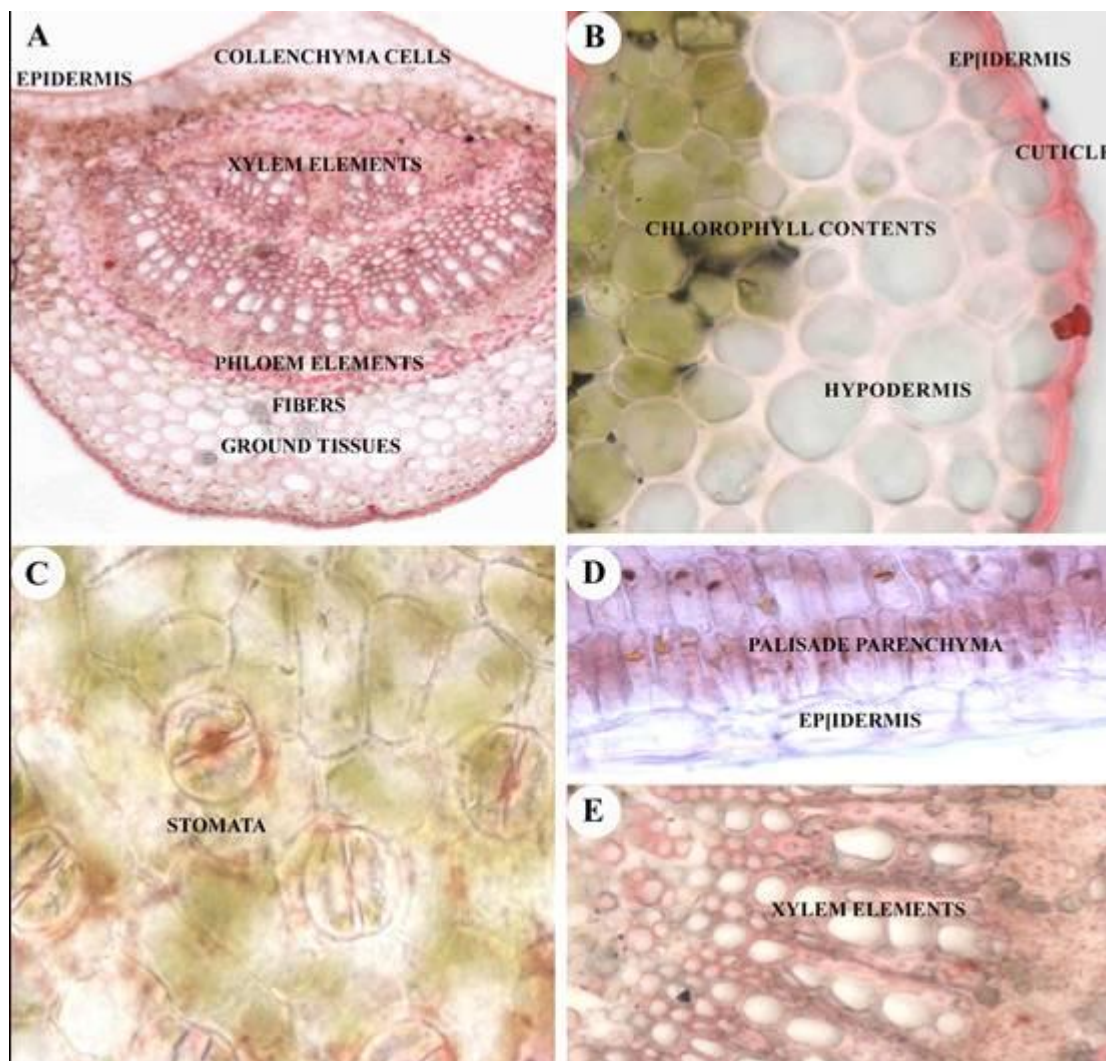 A
COLLENCHYMA CELLS
EPIDERMIS
XYLEM ELEMENTS
PHLOEM ELEMENTS
FIBERS
GROUND TISSUES
B
EP[IDERMIS
CUTICLE
CHLOROPHYLL CONTENTS
HYPODERMIS
C
STOMATA
D
PALISADE PARENCHYMA
EP[IDERMIS
E
XYLEM ELEMENTS